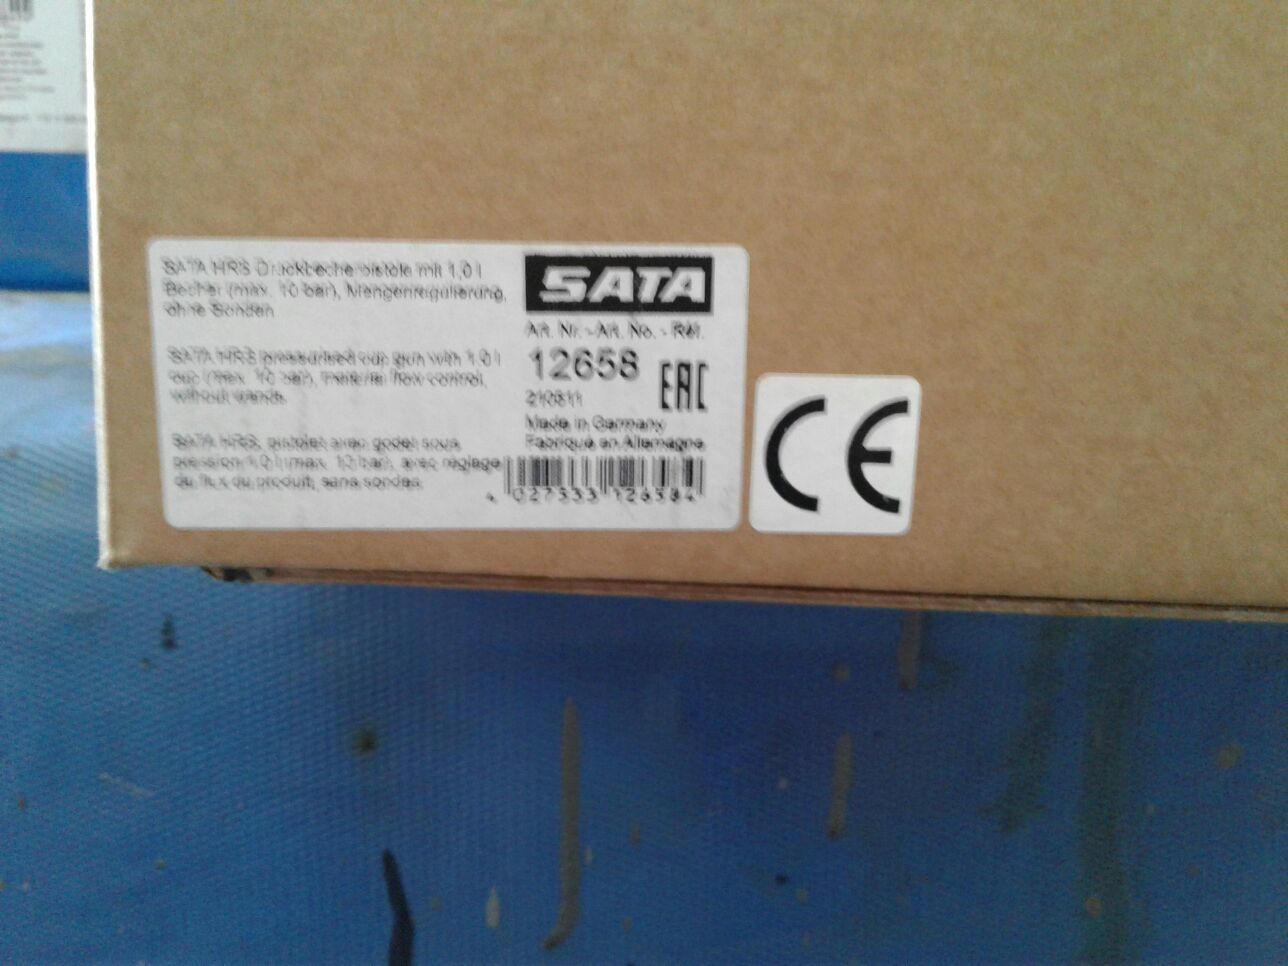 SATA HRS Druckbecherpistole mit 1,0 l
Becher (max. 10 bar), Mengenregulierung,
ohne Sonden
SATA HRS pressurised cup gun with 1.0 l
cup (max. 10 bar), material flow control,
without wands
SATA HRS, pistolet avec godet sous
pression 1,0 l (max. 10 bar), avec réglage
du flux du produit, sans sondes
SATA
Art. Nr. - Art. No. - Réf.
12658
EAC
Made in Germany
Fabriqué en Allemagne
4 027333 126584
CE